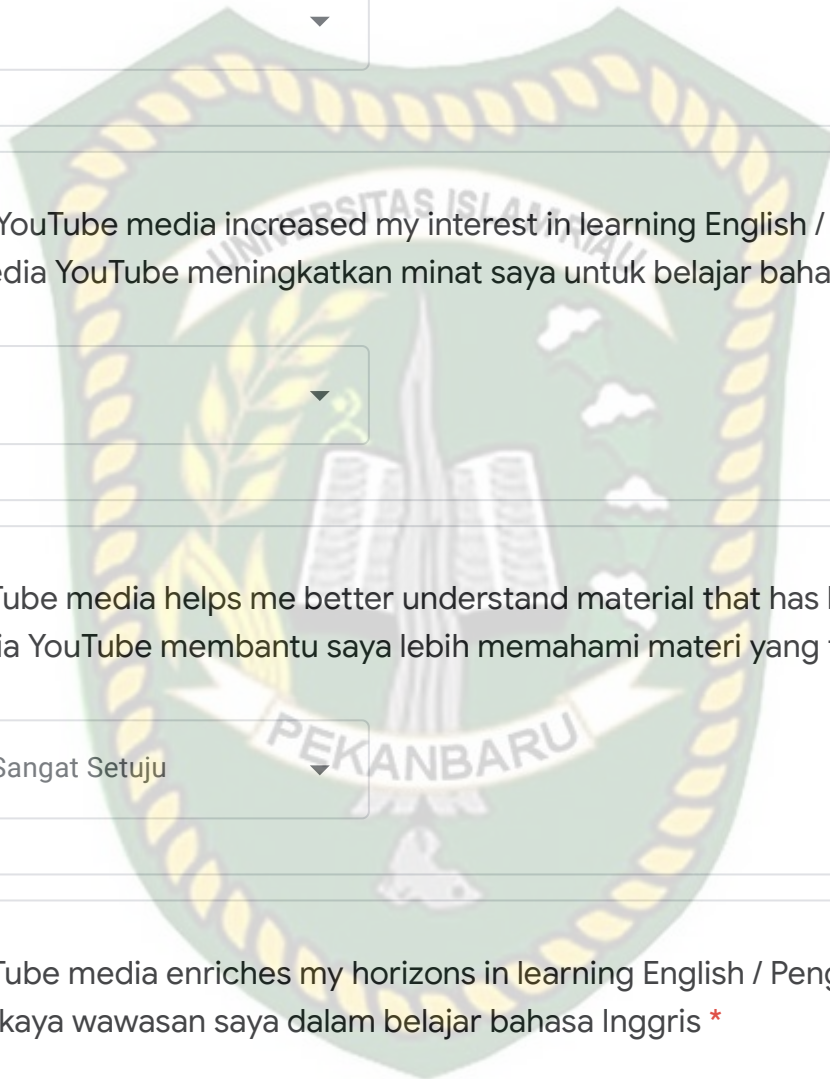 UNIVERSITAS ISLAM RIAU
YouTube media increased my interest in learning English /
edia YouTube meningkatkan minat saya untuk belajar baha
Tube media helps me better understand material that has
ia YouTube membantu saya lebih memahami materi yang
PEKANBARU
Sangat Setuju
Tube media enriches my horizons in learning English / Peng
kaya wawasan saya dalam belajar bahasa Inggris *